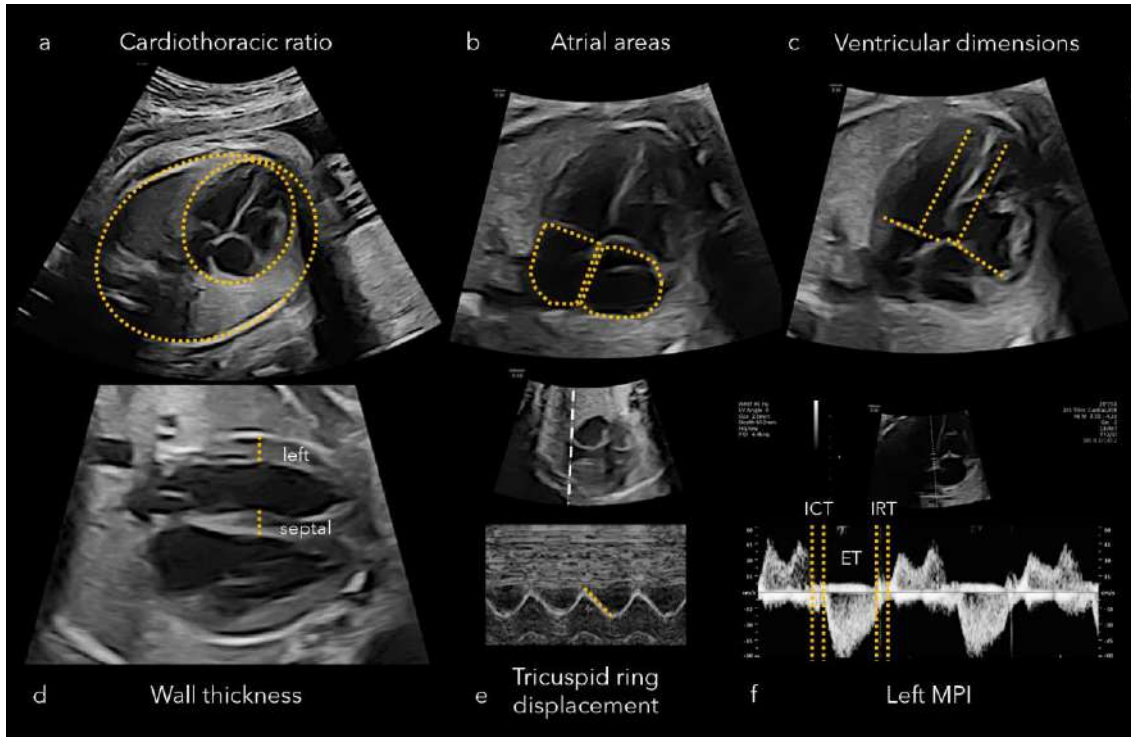 a
Cardiothoracic ratio
b
Atrial areas
c
Ventricular dimensions
left
septal
ICT
IRT
ET
d
Wall thickness
e
Tricuspid ring
displacement
f
Left MPI